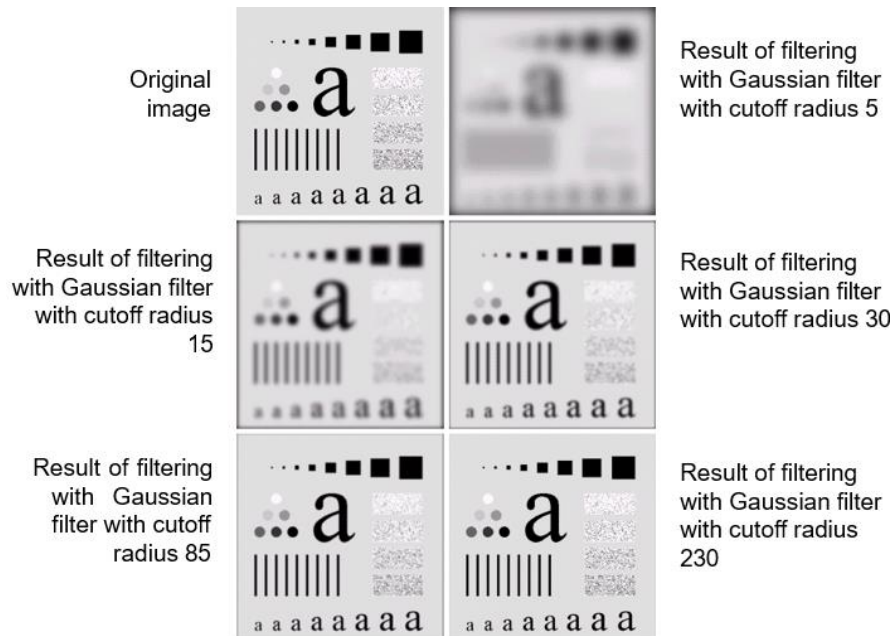 Original
image
a
a a a a a a a a
Result of filtering
with Gaussian filter
with cutoff radius 5
a
Result of filtering
with Gaussian filter
with cutoff radius
15
a
a a a a a a a a
a
a a a a a a a a
Result of filtering
with Gaussian filter
with cutoff radius 30
Result of filtering
with Gaussian
filter with cutoff
radius 85
a
a a a a a a a a
a
a a a a a a a a
Result of filtering
with Gaussian filter
with cutoff radius
230